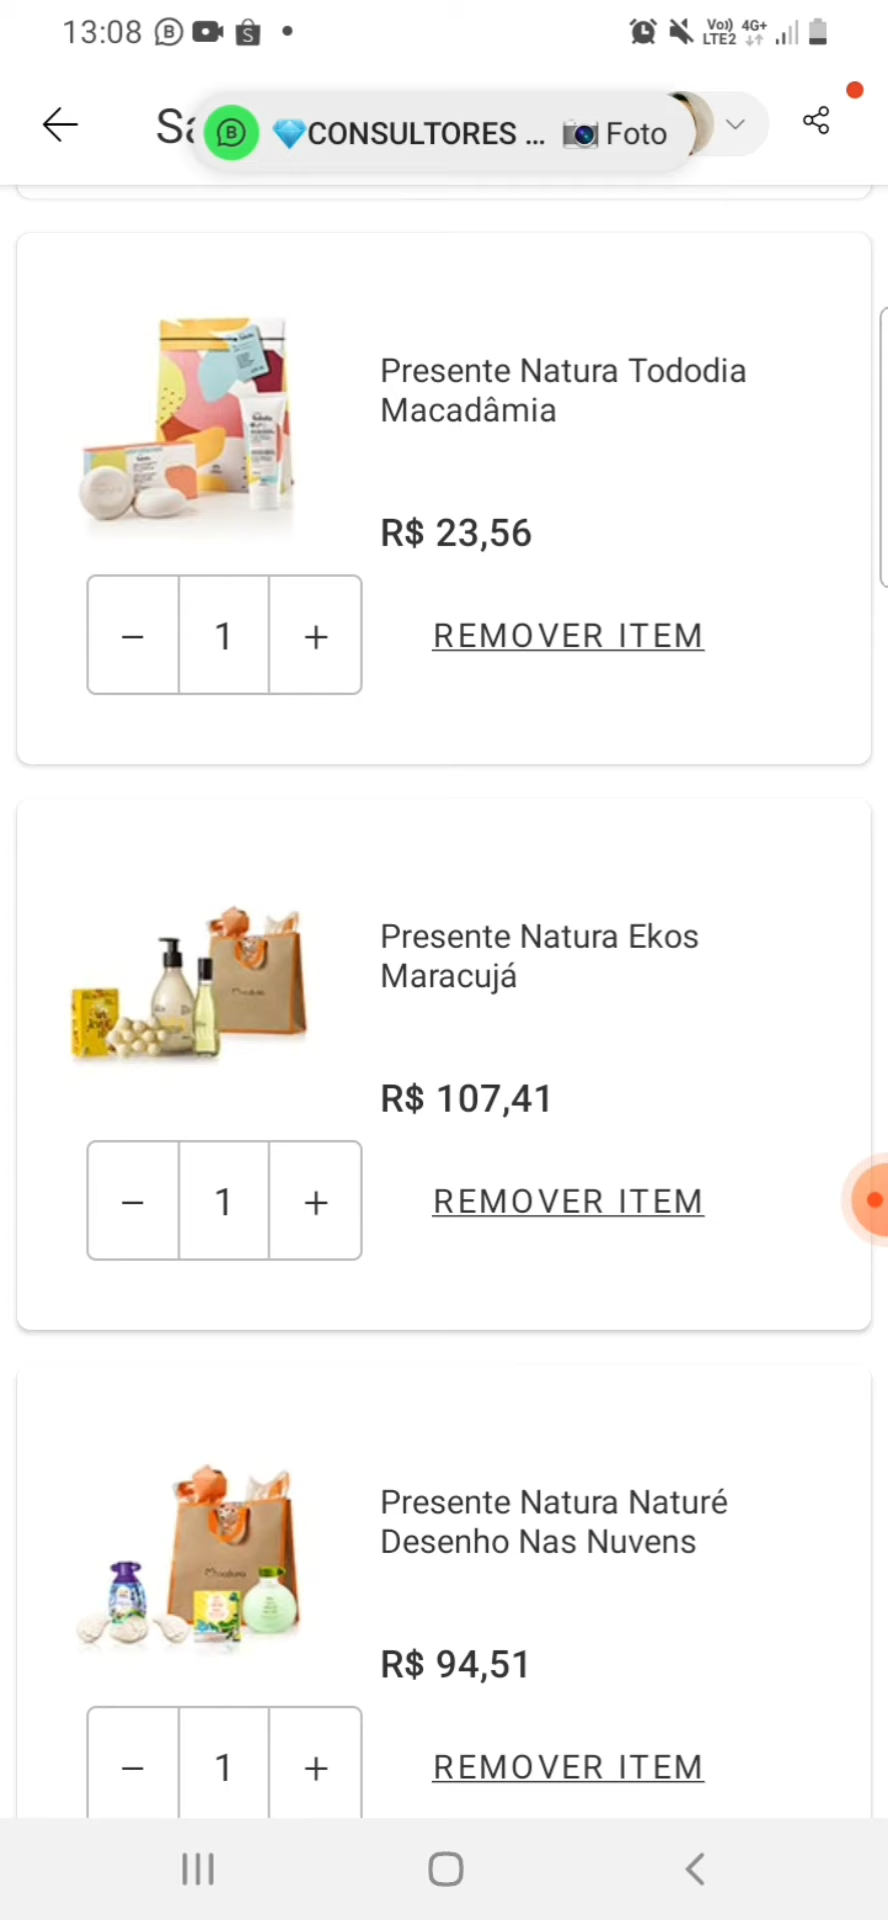 13:08
Vo)) 4G+
LTE2
Sa
💎CONSULTORES ... 📷 Foto
Presente Natura Tododia
Macadâmia
R$ 23,56
− 1 + REMOVER ITEM
Presente Natura Ekos
Maracujá
R$ 107,41
− 1 + REMOVER ITEM
Presente Natura Naturé
Desenho Nas Nuvens
natura
R$ 94,51
− 1 + REMOVER ITEM